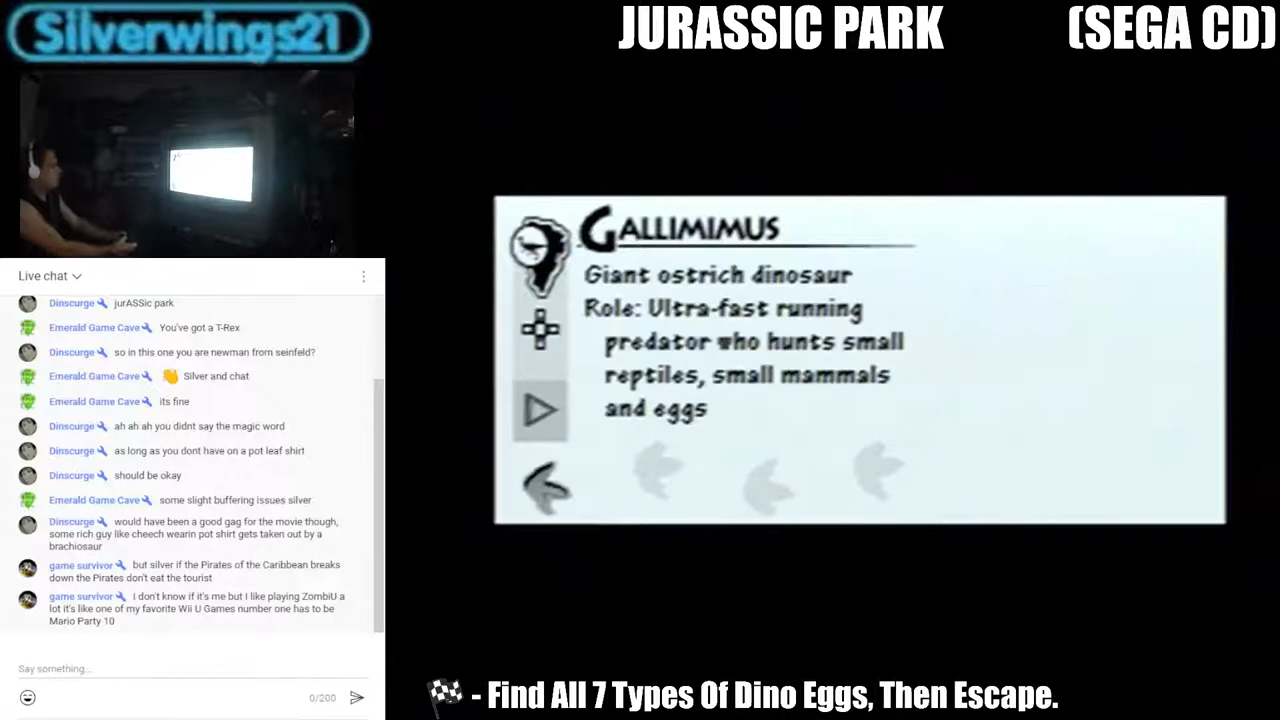 Silverwings21
JURASSIC PARK (SEGA CD)
Live chat
Dinscurge jurASSic park
Emerald Game Cave You've got a T-Rex
Dinscurge so in this one you are newman from seinfeld?
Emerald Game Cave 👋 Silver and chat
Emerald Game Cave its fine
Dinscurge ah ah ah you didnt say the magic word
Dinscurge as long as you dont have on a pot leaf shirt
Dinscurge should be okay
Emerald Game Cave some slight buffering issues silver
Dinscurge would have been a good gag for the movie though,
some rich guy like cheech wearin pot shirt gets taken out by a
brachiosaur
game survivor but silver if the Pirates of the Caribbean breaks
down the Pirates don't eat the tourist
game survivor I don't know if it's me but I like playing ZombiU a
lot it's like one of my favorite Wii U Games number one has to be
Mario Party 10
Say something...
0/200
GALLIMIMUS
Giant ostrich dinosaur
Role: Ultra-fast running
predator who hunts small
reptiles, small mammals
and eggs
- Find All 7 Types Of Dino Eggs, Then Escape.